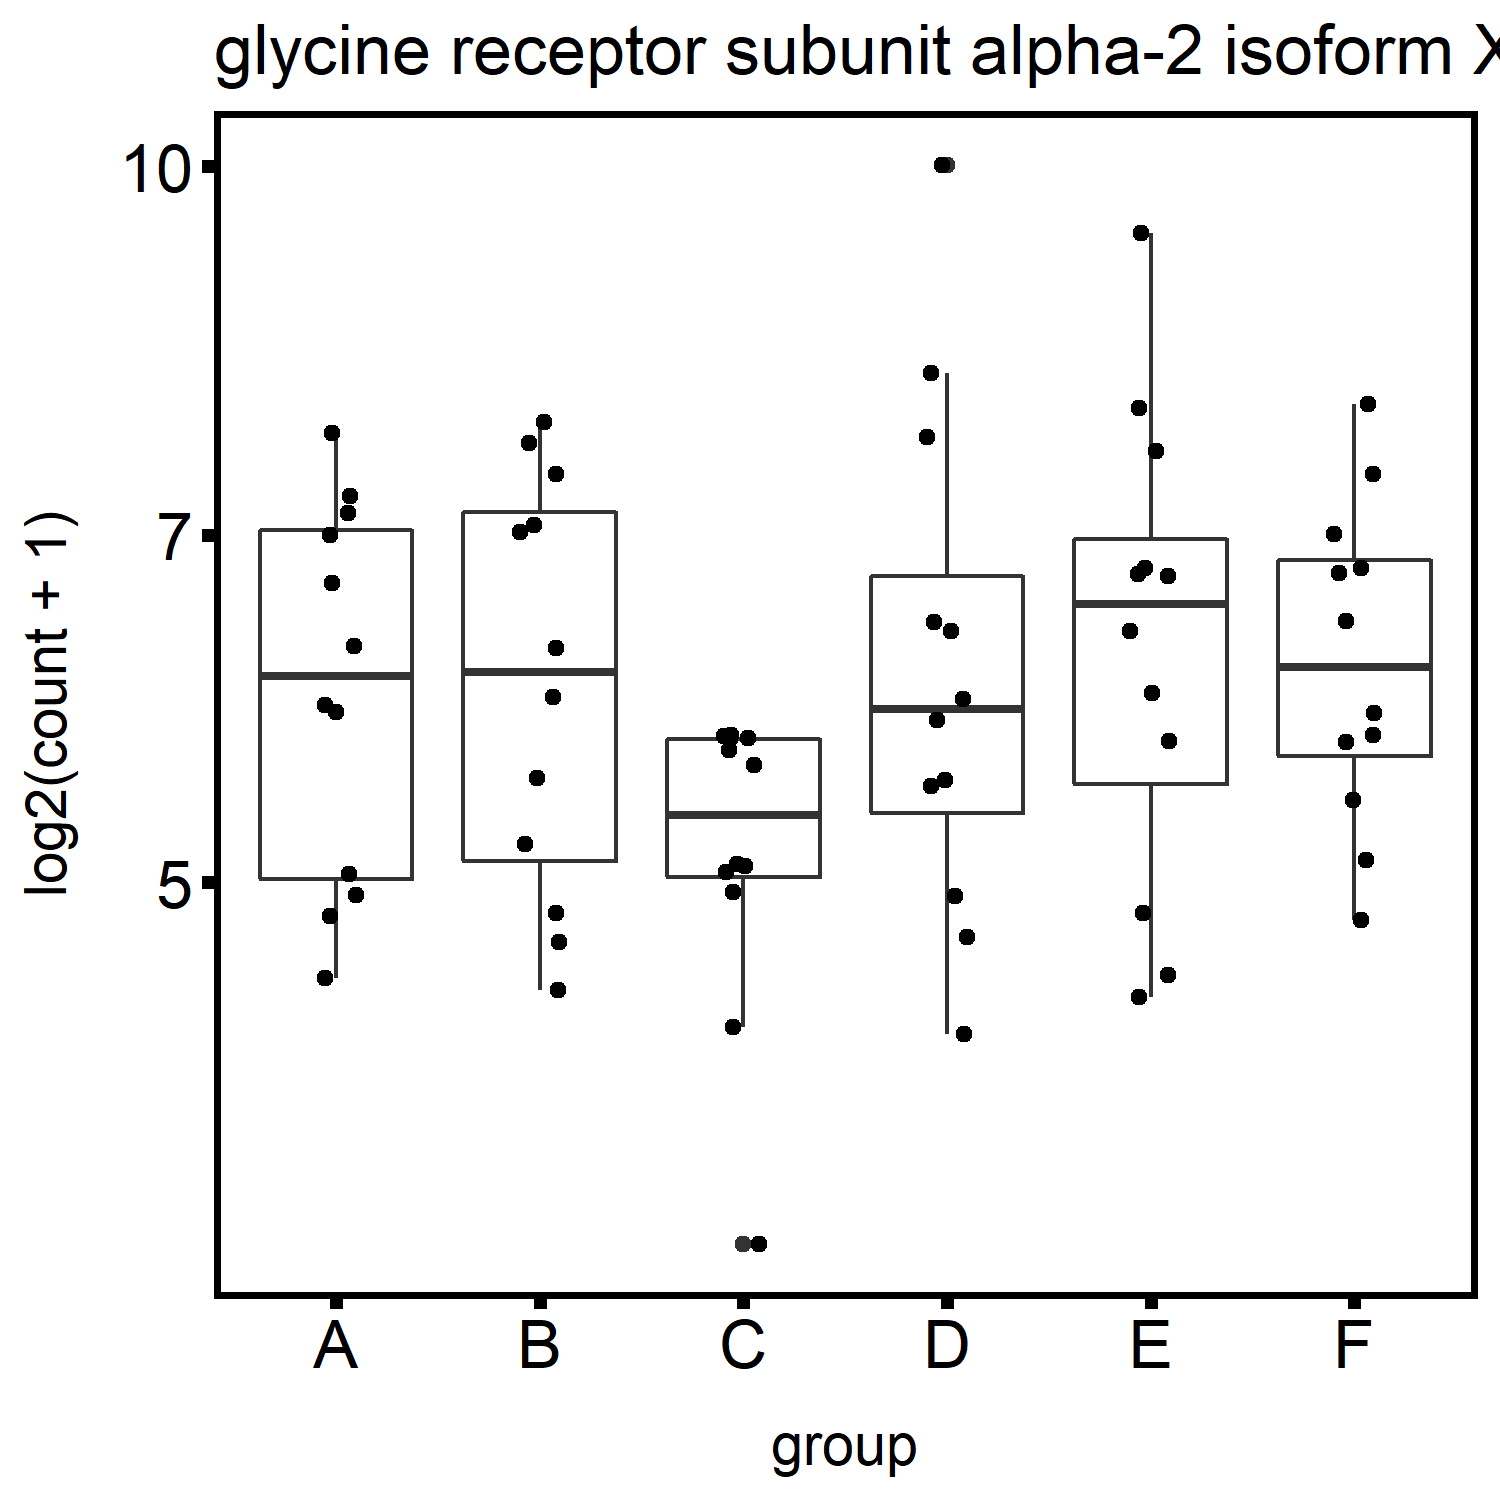 glycine receptor subunit alpha-2 isoform X
10
7
5
log2(count + 1)
A B C D E F
group